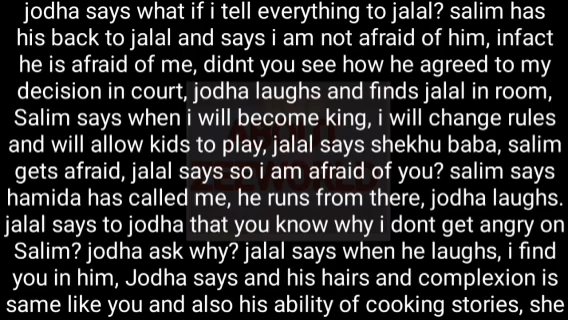 jodha says what if i tell everything to jalal? salim has
his back to jalal and says i am not afraid of him, infact
he is afraid of me, didnt you see how he agreed to my
decision in court, jodha laughs and finds jalal in room,
Salim says when i will become king, i will change rules
and will allow kids to play, jalal says shekhu baba, salim
gets afraid, jalal says so i am afraid of you? salim says
hamida has called me, he runs from there, jodha laughs.
jalal says to jodha that you know why i dont get angry on
Salim? jodha ask why? jalal says when he laughs, i find
you in him, Jodha says and his hairs and complexion is
same like you and also his ability of cooking stories, she